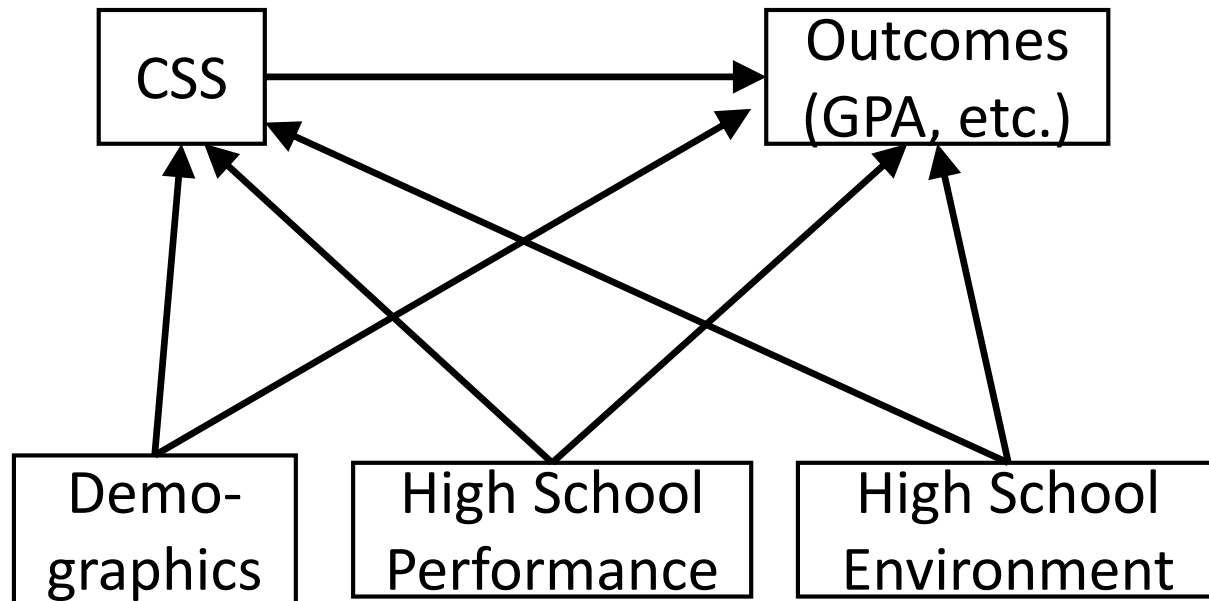 CSS
Outcomes
(GPA, etc.)
Demo-
graphics
High School
Performance
High School
Environment